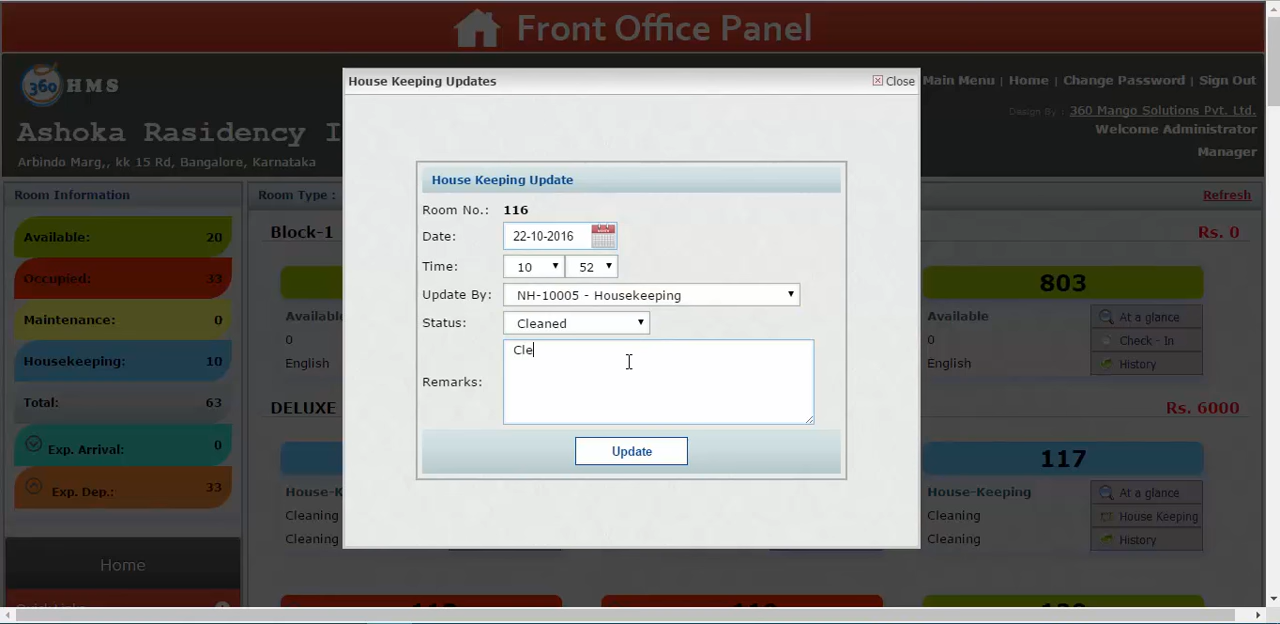 Front Office Panel
360 HMS
Ashoka Rasidency I
Arbindo Marg,, kk 15 Rd, Bangalore, Karnataka
Main Menu | Home | Change Password | Sign Out
Design By : 360 Mango Solutions Pvt. Ltd.
Welcome Administrator
Manager
House Keeping Updates
Close
House Keeping Update
Room No.: 116
Date: 22-10-2016
Time: 10 52
Update By: NH-10005 - Housekeeping
Status: Cleaned
Remarks: Cle
Update
Room Information
Available: 20
Occupied: 33
Maintenance: 0
Housekeeping: 10
Total: 63
Exp. Arrival: 0
Exp. Dep.: 33
Home
Room Type :
Refresh
Block-1
Rs. 0
Available
0
English
803
Available
0
English
At a glance
Check - In
History
DELUXE
Rs. 6000
House-K
Cleaning
Cleaning
117
House-Keeping
Cleaning
Cleaning
At a glance
House Keeping
History